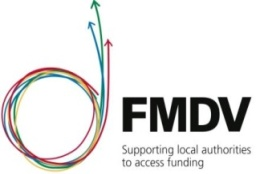 FMDV
Supporting local authorities
to access funding